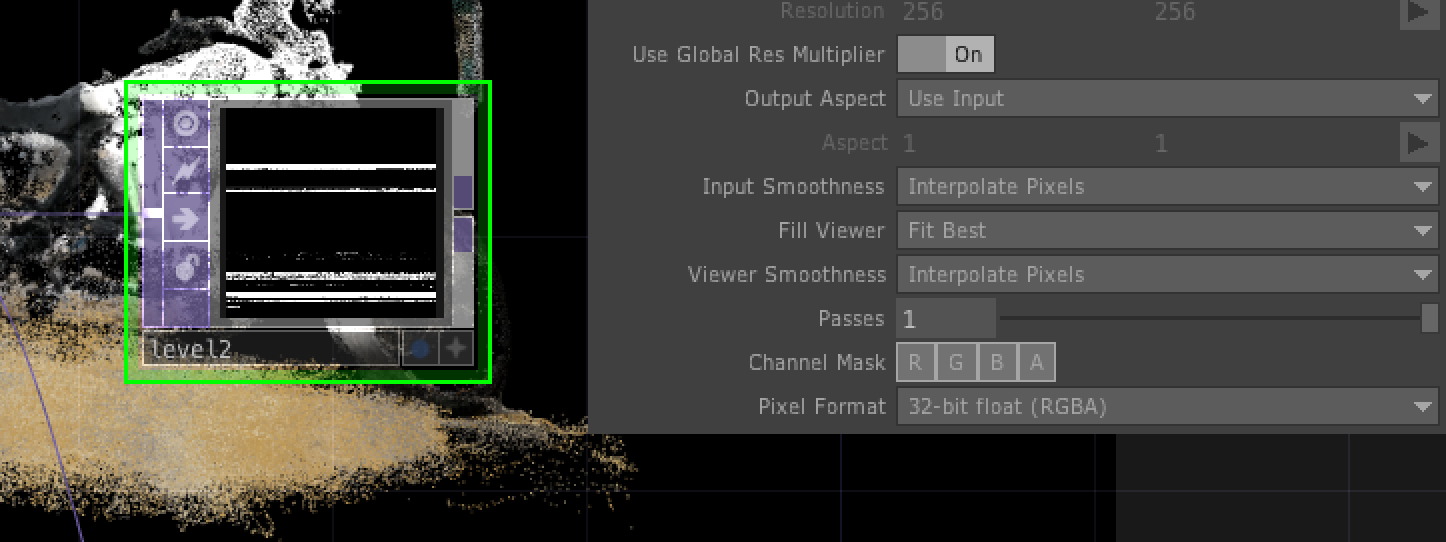 Resolution 256 256
Use Global Res Multiplier On
Output Aspect Use Input
Aspect 1 1
Input Smoothness Interpolate Pixels
Fill Viewer Fit Best
Viewer Smoothness Interpolate Pixels
Passes 1
Channel Mask R G B A
Pixel Format 32-bit float (RGBA)
level2